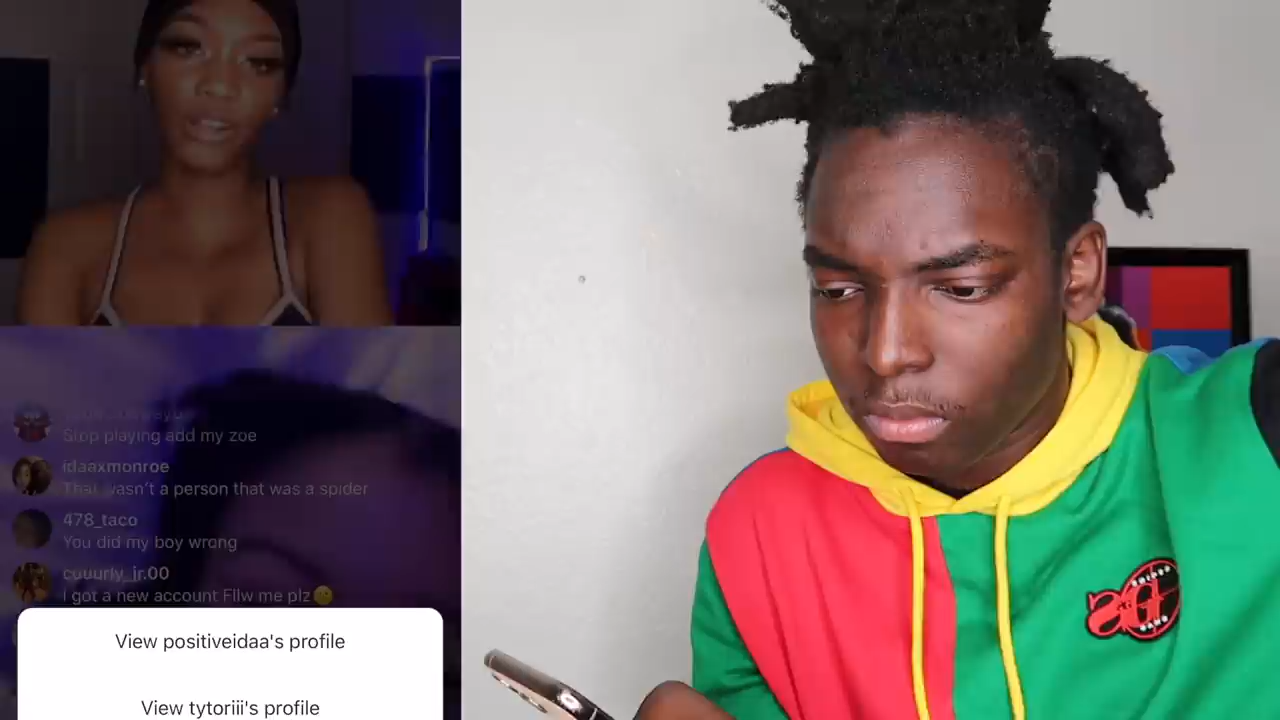 Stop playing add my zoe
idaaxmonroe
That wasn't a person that was a spider
478_taco
You did my boy wrong
cuuurly_jr.00
I got a new account Fllw me plz🙁
View positiveidaa's profile
View tytoriii's profile